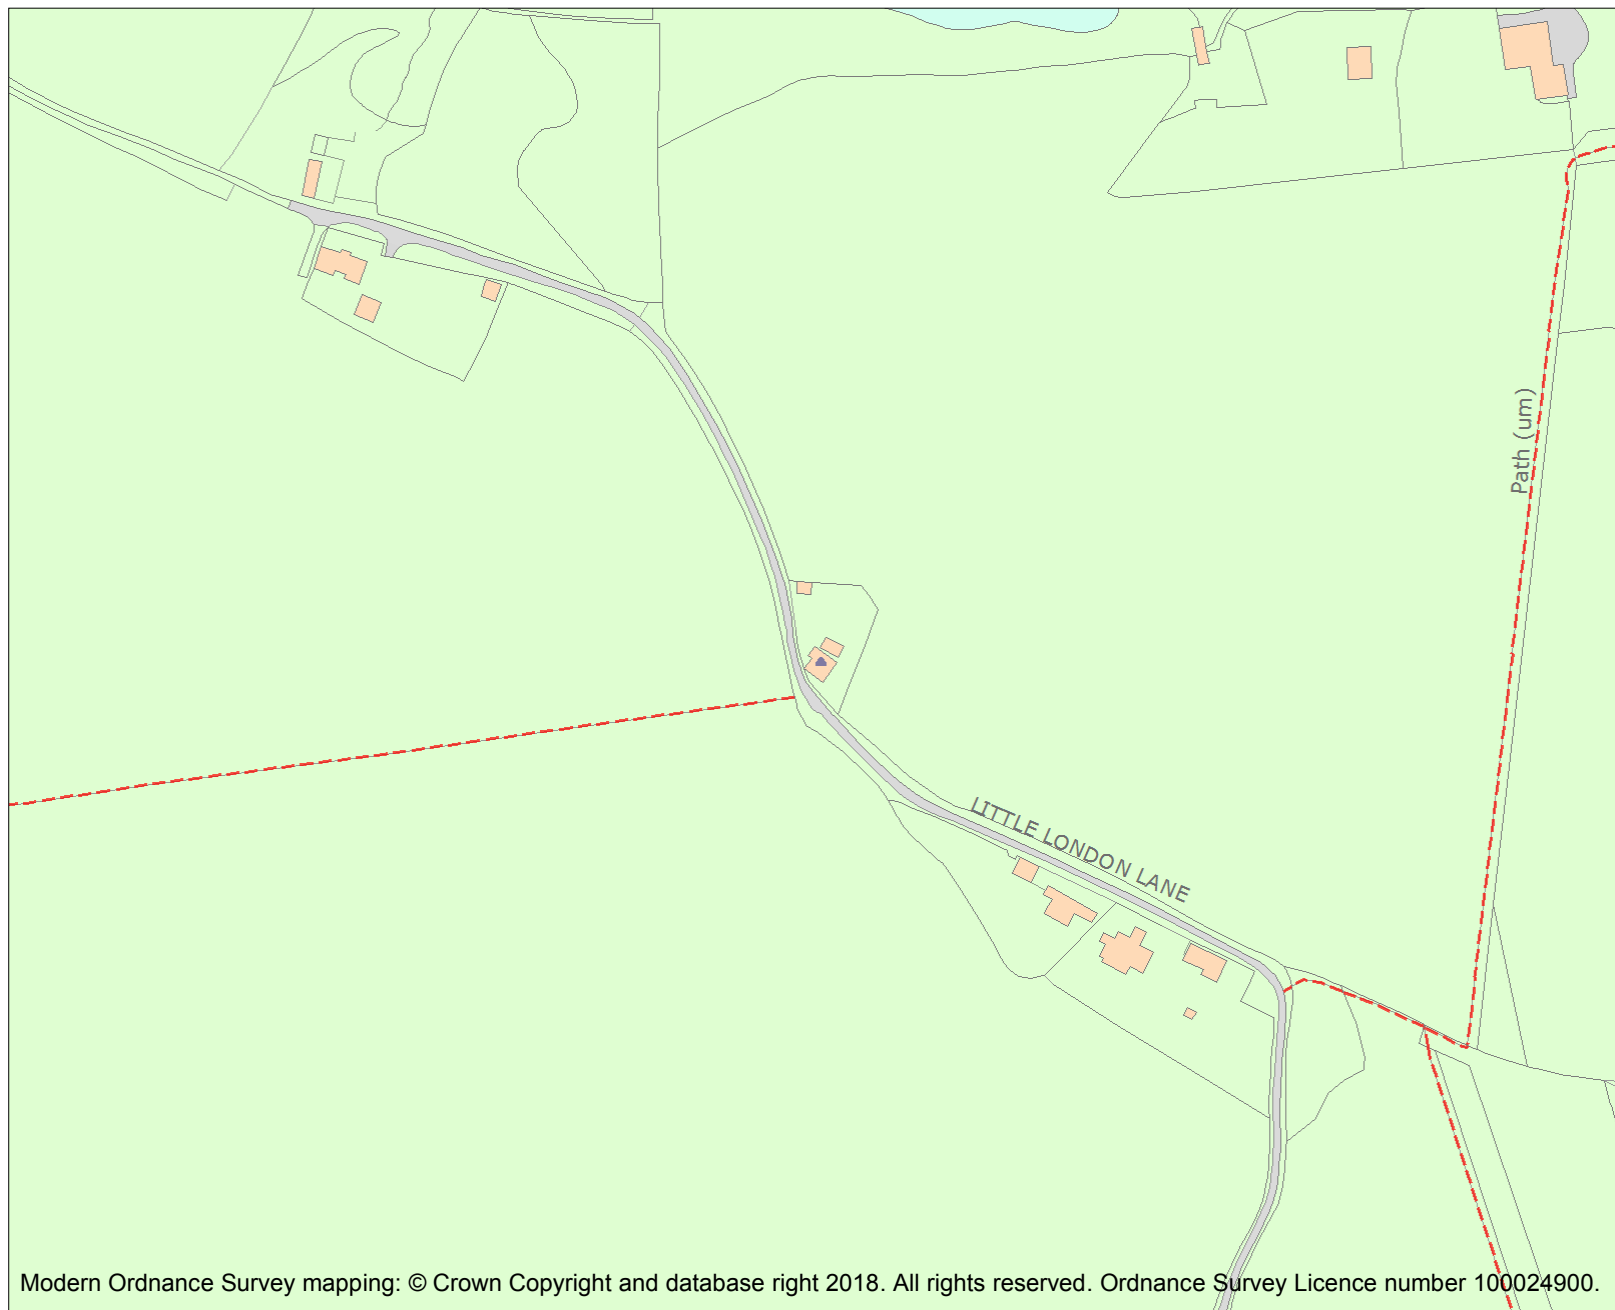 Path (um)
LITTLE LONDON LANE
Modern Ordnance Survey mapping: © Crown Copyright and database right 2018. All rights reserved. Ordnance Survey Licence number 100024900.